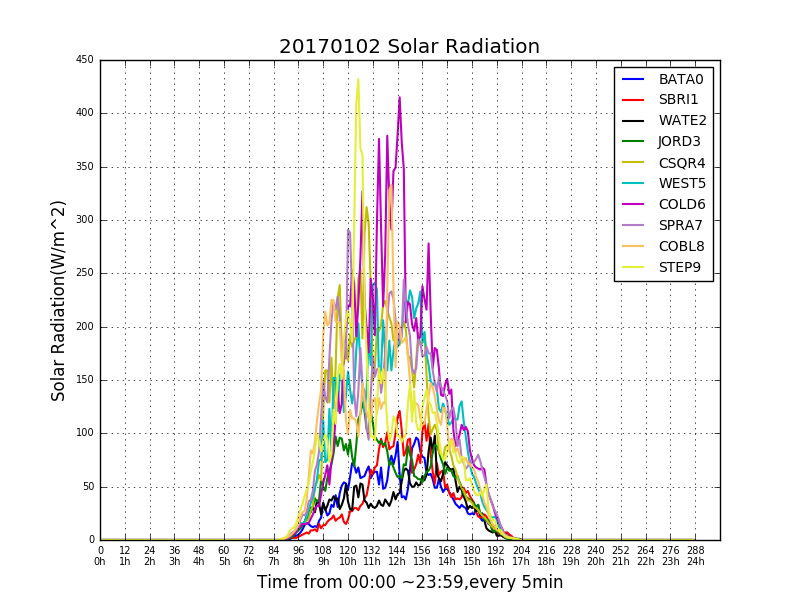 20170102 Solar Radiation
Solar Radiation(W/m^2)
450
400
350
300
250
200
150
100
50
0
BATA0
SBRI1
WATE2
JORD3
CSQR4
WEST5
COLD6
SPRA7
COBL8
STEP9
0 12 24 36 48 60 72 84 96 108 120 132 144 156 168 180 192 204 216 228 240 252 264 276 288
0h 1h 2h 3h 4h 5h 6h 7h 8h 9h 10h 11h 12h 13h 14h 15h 16h 17h 18h 19h 20h 21h 22h 23h 24h
Time from 00:00 ~23:59,every 5min